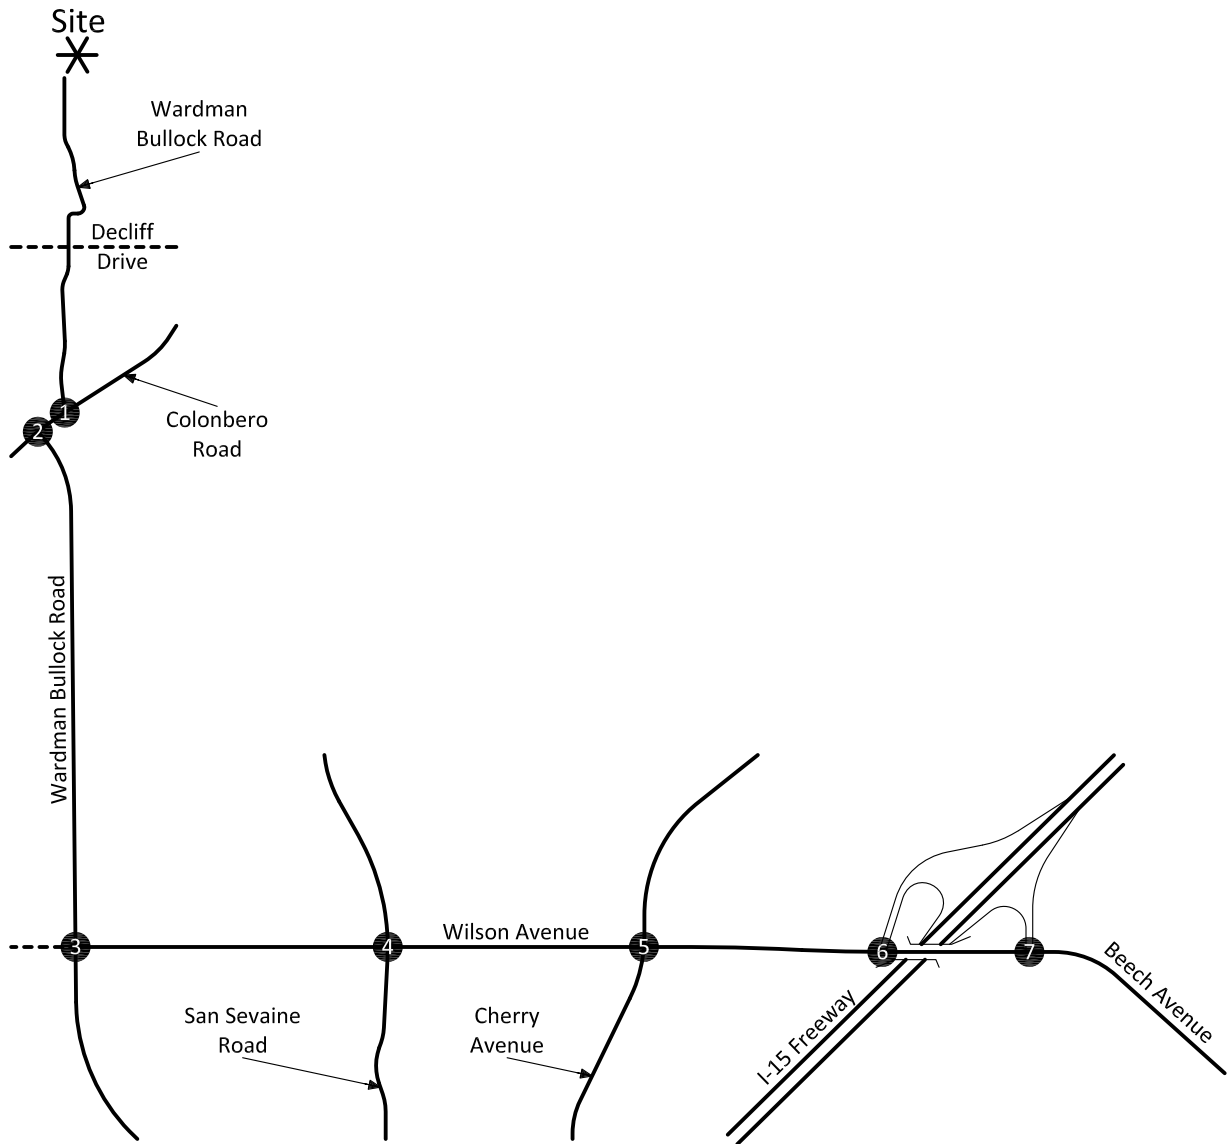 Site
Wardman
Bullock Road
Decliff
Drive
1
2
Colonbero
Road
Wardman Bullock Road
3
4
Wilson Avenue
5
6
7
Beech Avenue
San Sevaine
Road
Cherry
Avenue
I-15 Freeway